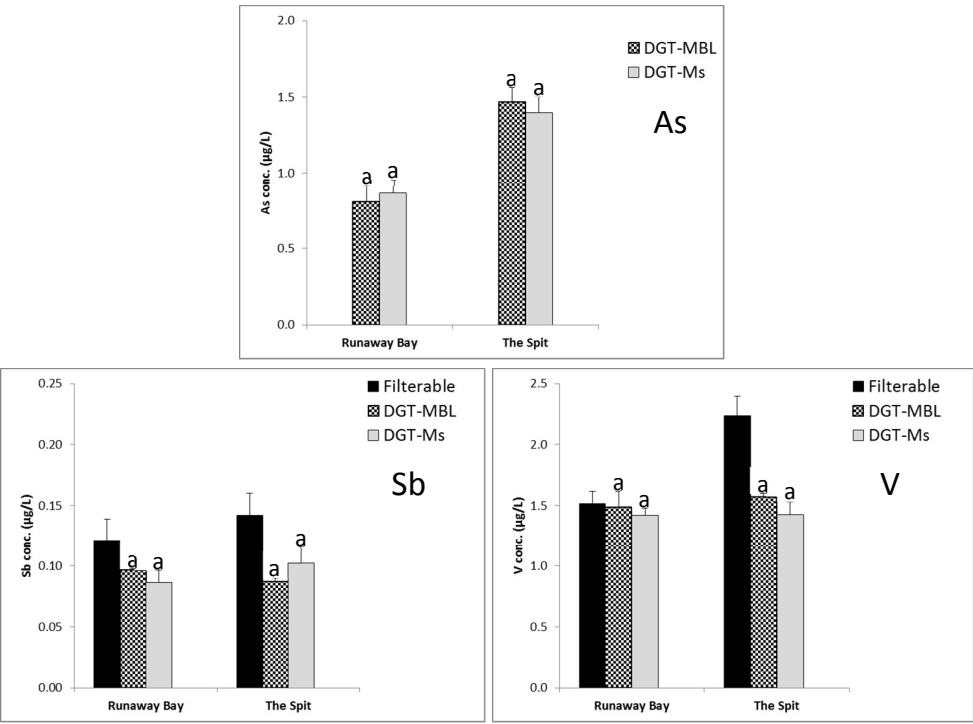 2.0
1.5
1.0
0.5
0.0
As conc. (µg/L)
DGT-MBL
DGT-Ms
As
a a
a a
Runaway Bay The Spit
0.25
0.20
0.15
0.10
0.05
0.00
Sb conc. (µg/L)
Filterable
DGT-MBL
DGT-Ms
Sb
a a
a a
Runaway Bay The Spit
2.5
2.0
1.5
1.0
0.5
0.0
V conc. (µg/L)
Filterable
DGT-MBL
DGT-Ms
V
a a
a a
Runaway Bay The Spit